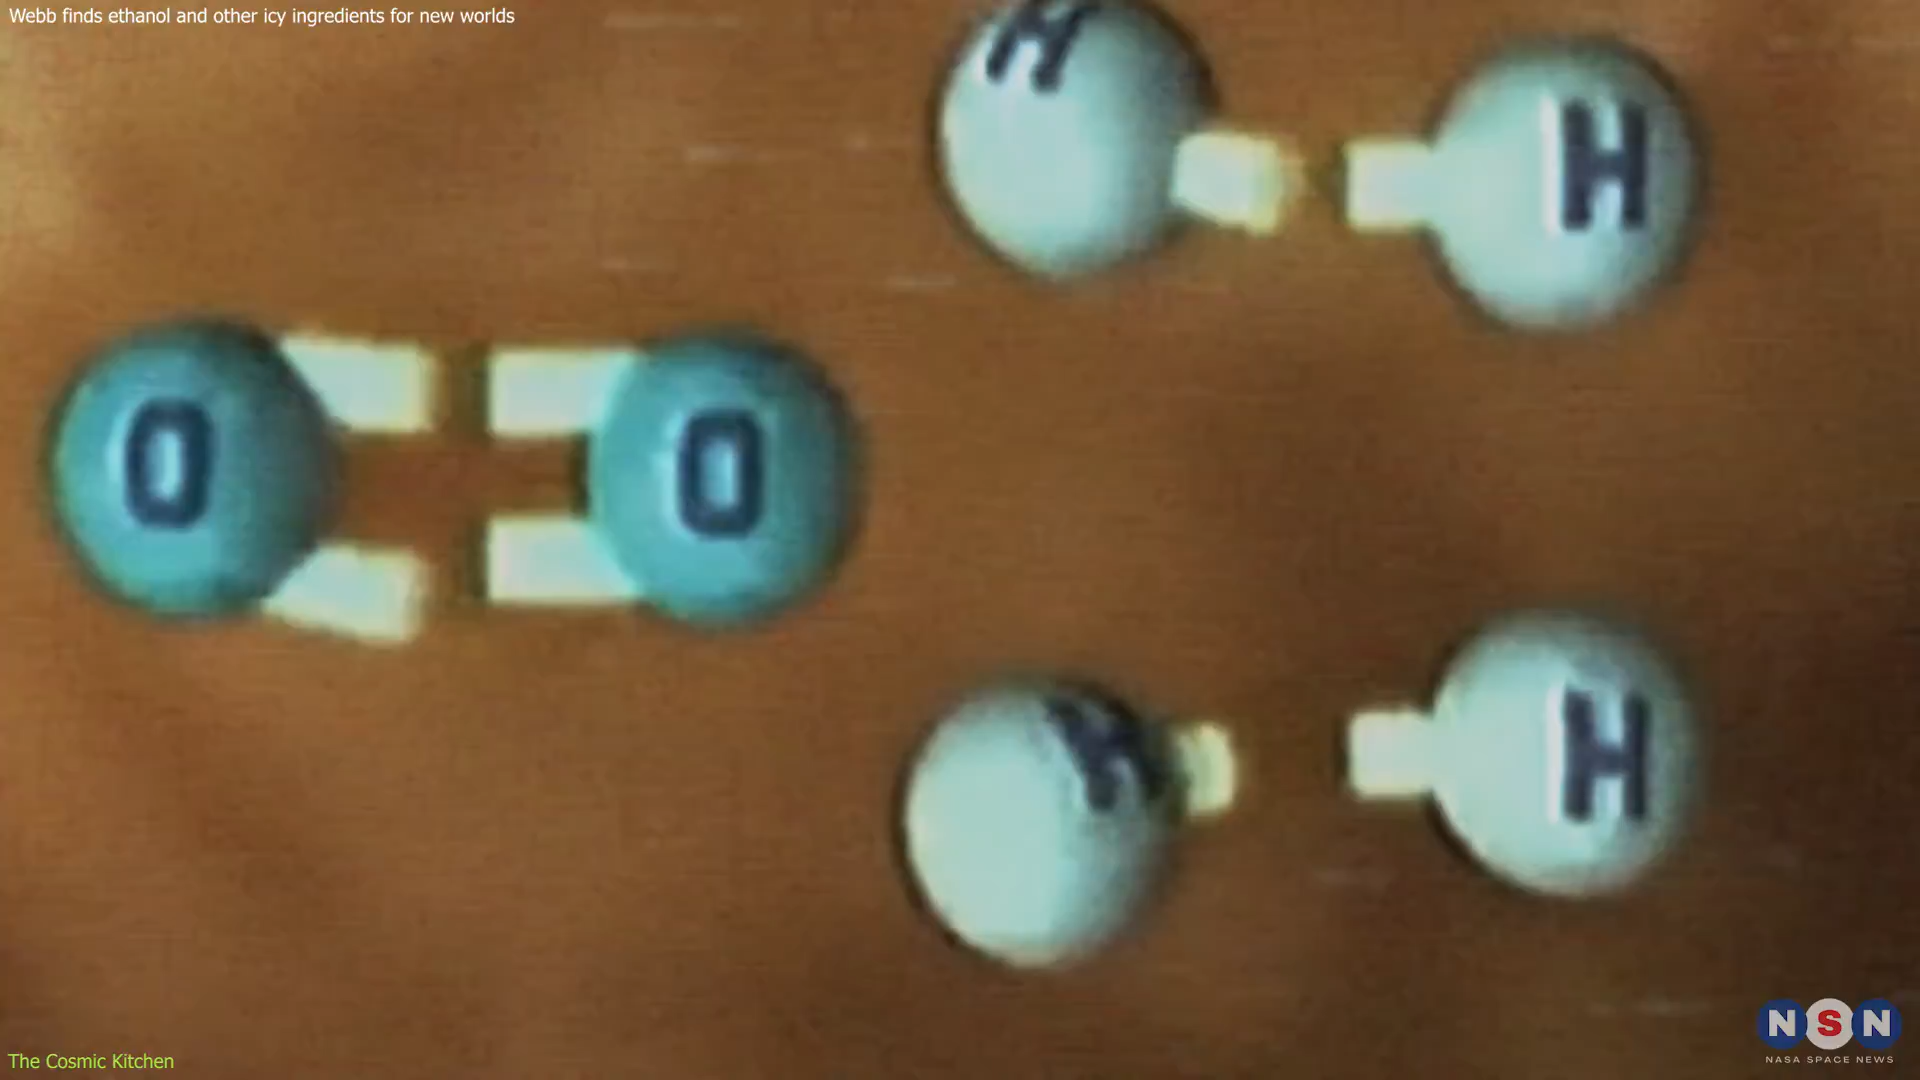 Webb finds ethanol and other icy ingredients for new worlds
H
H
O
O
H
H
The Cosmic Kitchen
NSN
NASA SPACE NEWS